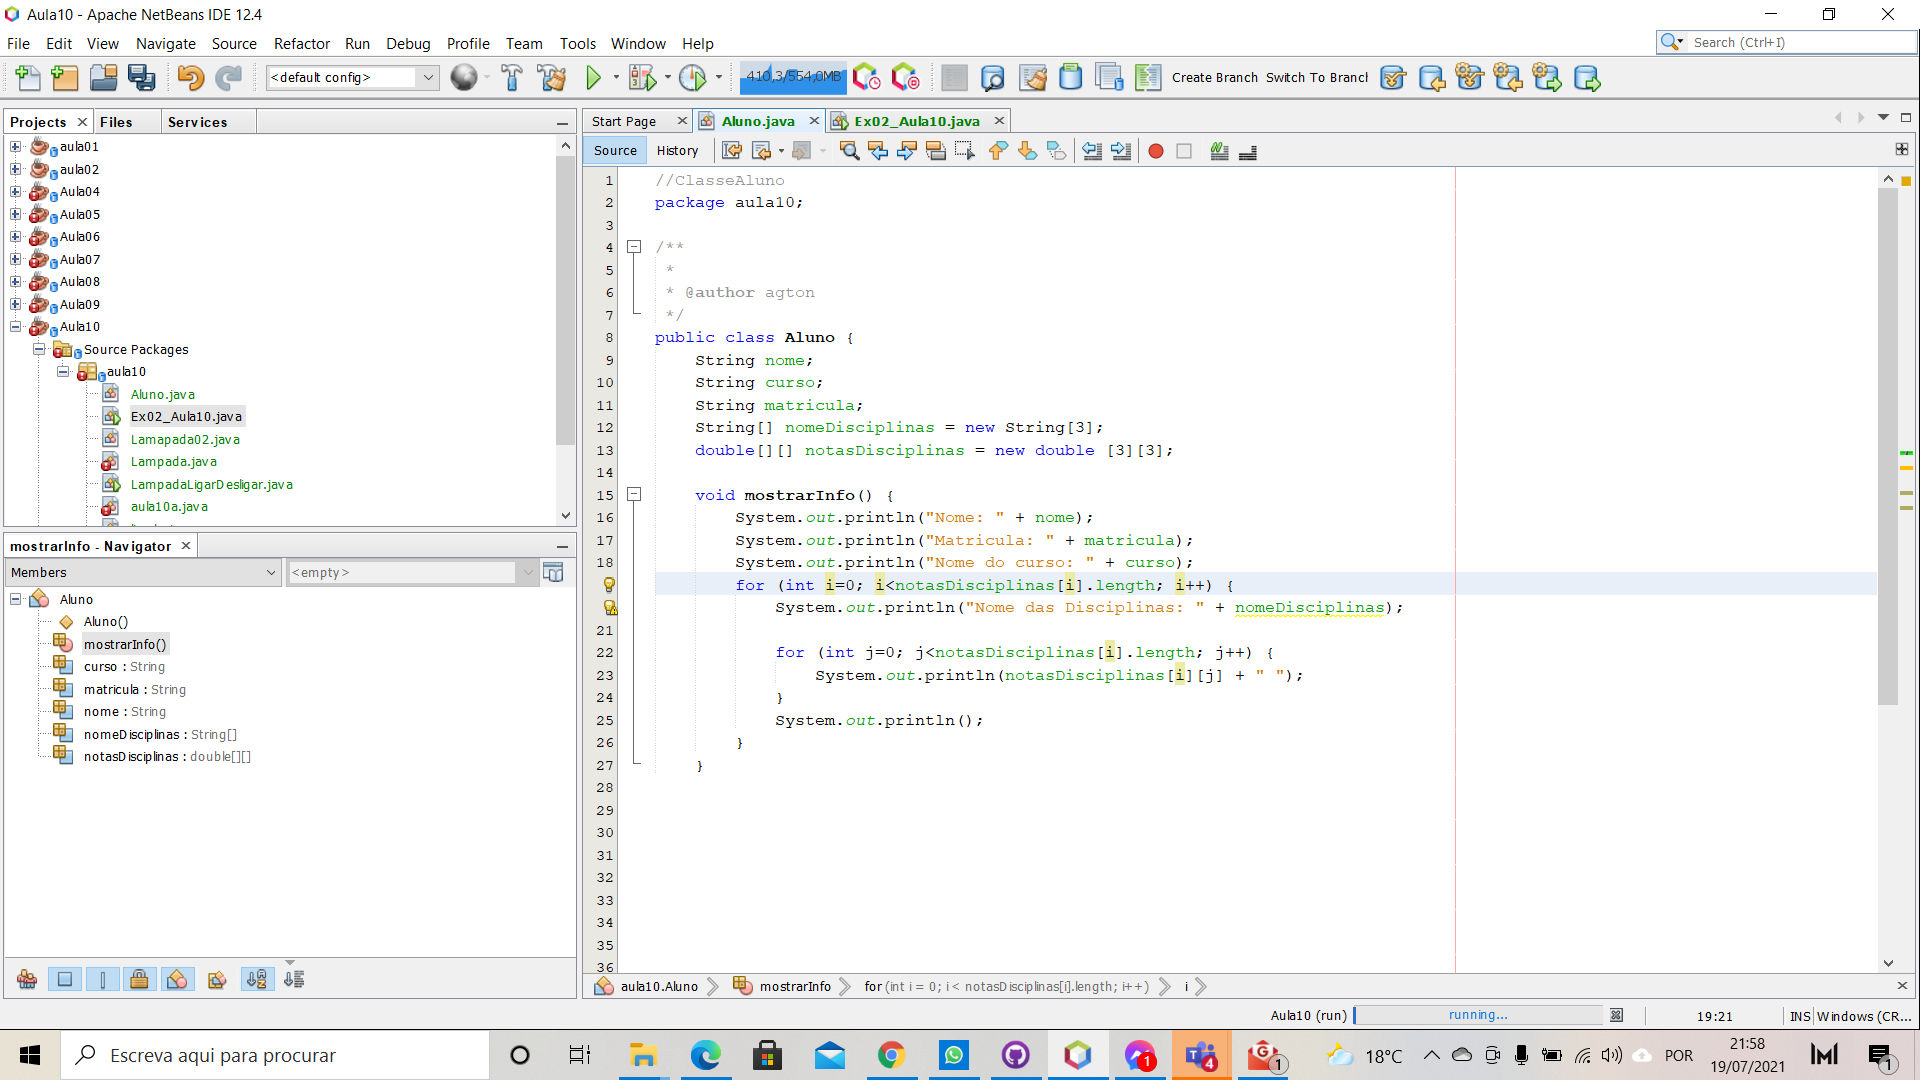 Aula10 - Apache NetBeans IDE 12.4
File Edit View Navigate Source Refactor Run Debug Profile Team Tools Window Help
Search (Ctrl+I)
<default config>
410,3/554,0MB
Create Branch Switch To Branch
Projects Files Services
aula01
aula02
Aula04
Aula05
Aula06
Aula07
Aula08
Aula09
Aula10
Source Packages
aula10
Aluno.java
Ex02_Aula10.java
Lamapada02.java
Lampada.java
LampadaLigarDesligar.java
aula10a.java
mostrarInfo - Navigator
Members
<empty>
Aluno
Aluno()
mostrarInfo()
curso : String
matricula : String
nome : String
nomeDisciplinas : String[]
notasDisciplinas : double[][]
Start Page Aluno.java Ex02_Aula10.java
Source History
1 //ClasseAluno
2 package aula10;
3
4 /**
5 *
6 * @author agton
7 */
8 public class Aluno {
9 String nome;
10 String curso;
11 String matricula;
12 String[] nomeDisciplinas = new String[3];
13 double[][] notasDisciplinas = new double [3][3];
14
15 void mostrarInfo() {
16 System.out.println("Nome: " + nome);
17 System.out.println("Matricula: " + matricula);
18 System.out.println("Nome do curso: " + curso);
for (int i=0; i<notasDisciplinas[i].length; i++) {
System.out.println("Nome das Disciplinas: " + nomeDisciplinas);
21
22 for (int j=0; j<notasDisciplinas[i].length; j++) {
23 System.out.println(notasDisciplinas[i][j] + " ");
24 }
25 System.out.println();
26 }
27 }
28
29
30
31
32
33
34
35
36
aula10.Aluno mostrarInfo for (int i = 0; i < notasDisciplinas[i].length; i++) i
Aula10 (run) running... 19:21 INS Windows (CR...
Escreva aqui para procurar
1
4
1
18°C
POR
21:58
19/07/2021
1